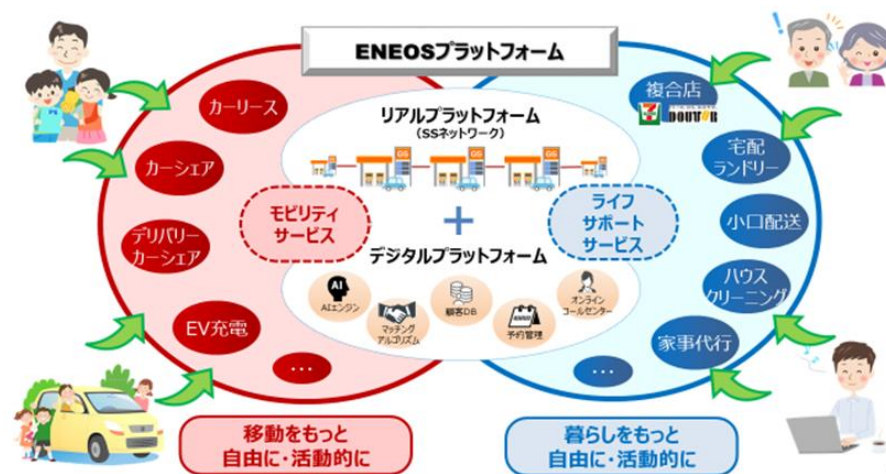 ENEOSプラットフォーム
リアルプラットフォーム
(SSネットワーク)
GS
GS
GS
カーリース
カーシェア
デリバリー
カーシェア
EV充電
…
モビリティ
サービス
+
デジタルプラットフォーム
AI
AIエンジン
マッチング
アルゴリズム
顧客DB
予約管理
オンライン
コールセンター
ライフ
サポート
サービス
複合店
DOUTOR
宅配
ランドリー
小口配送
ハウス
クリーニング
家事代行
…
移動をもっと
自由に・活動的に
暮らしをもっと
自由に・活動的に